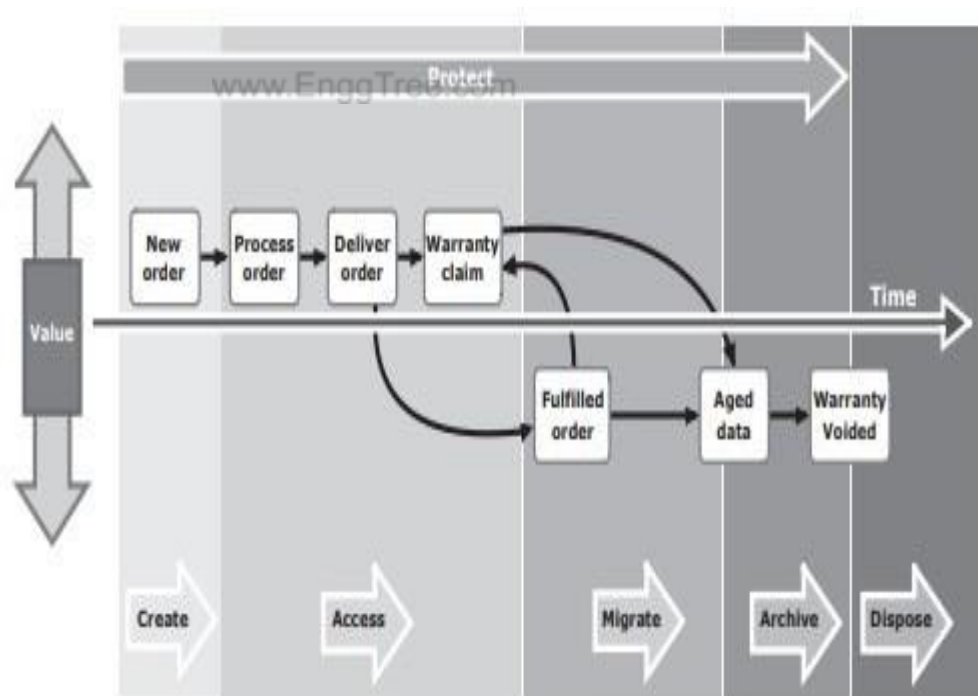 Protect
www.EnggTree.com
New
order
Process
order
Deliver
order
Warranty
claim
Time
Value
Fulfilled
order
Aged
data
Warranty
Voided
Create
Access
Migrate
Archive
Dispose